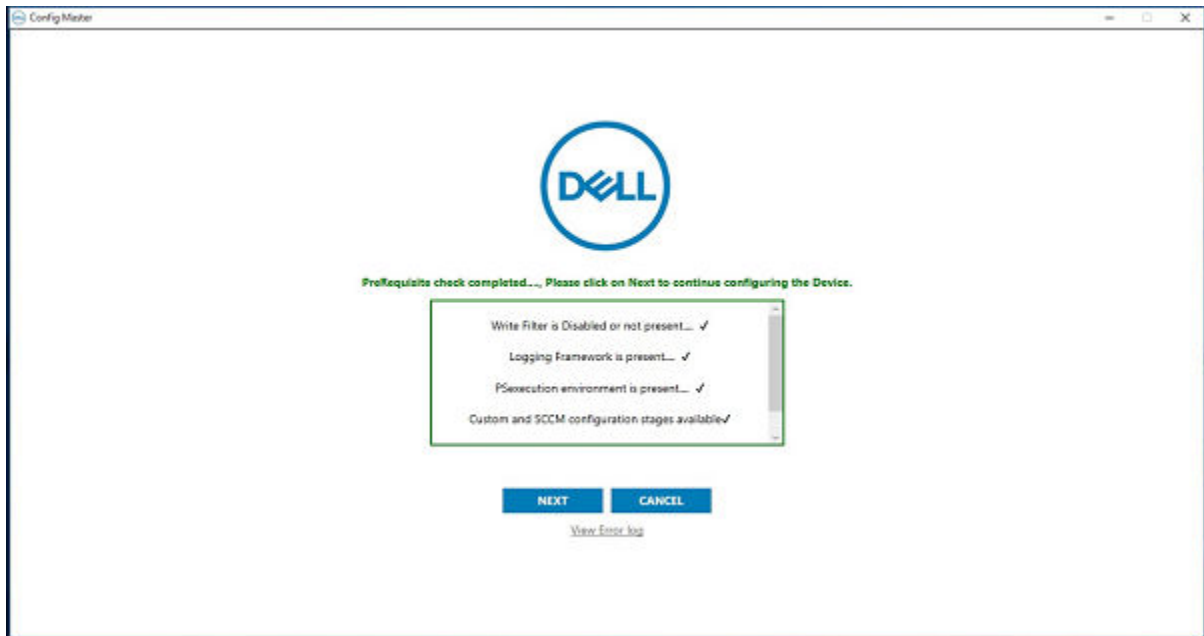 Config Master
DELL
PreRequisite check completed...., Please click on Next to continue configuring the Device.
Write Filter is Disabled or not present.... ✓
Logging Framework is present.... ✓
PSexecution environment is present.... ✓
Custom and SCCM configuration stages available✓
NEXT CANCEL
View Error log